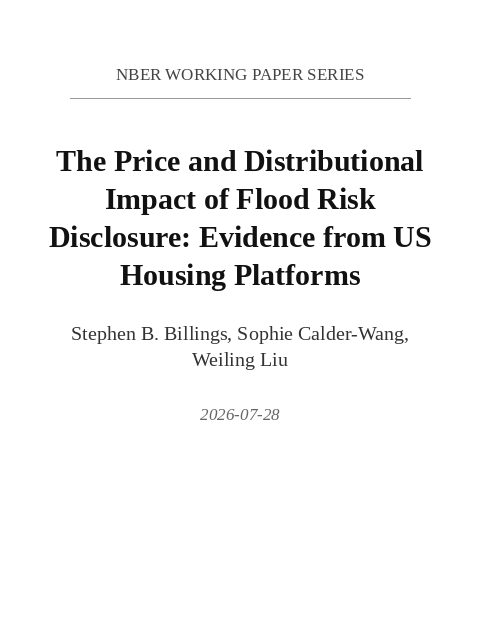 NBER WORKING PAPER SERIES
The Price and Distributional
Impact of Flood Risk
Disclosure: Evidence from US
Housing Platforms
Stephen B. Billings, Sophie Calder-Wang,
Weiling Liu
2026-07-28